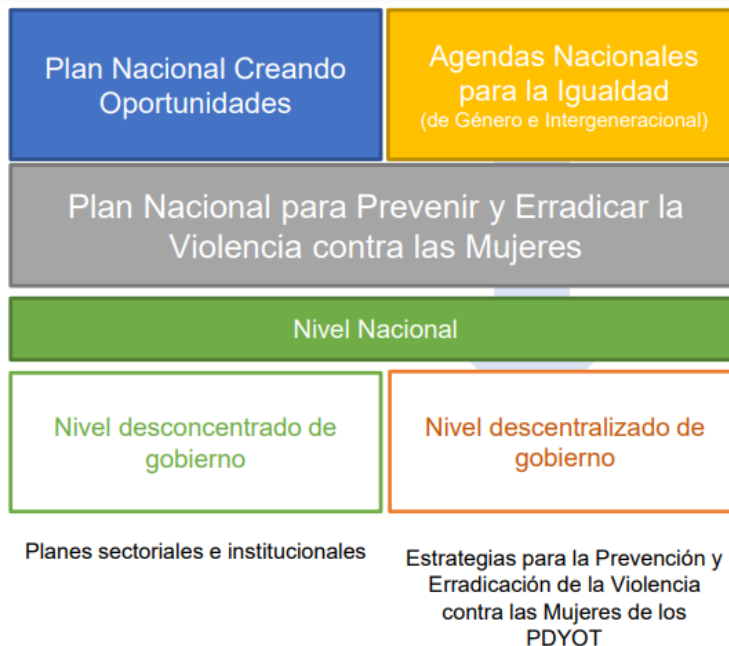 Plan Nacional Creando
Oportunidades
Agendas Nacionales
para la Igualdad
(de Género e Intergeneracional)
Plan Nacional para Prevenir y Erradicar la
Violencia contra las Mujeres
Nivel Nacional
Nivel desconcentrado de
gobierno
Nivel descentralizado de
gobierno
Planes sectoriales e institucionales
Estrategias para la Prevención y
Erradicación de la Violencia
contra las Mujeres de los
PDYOT